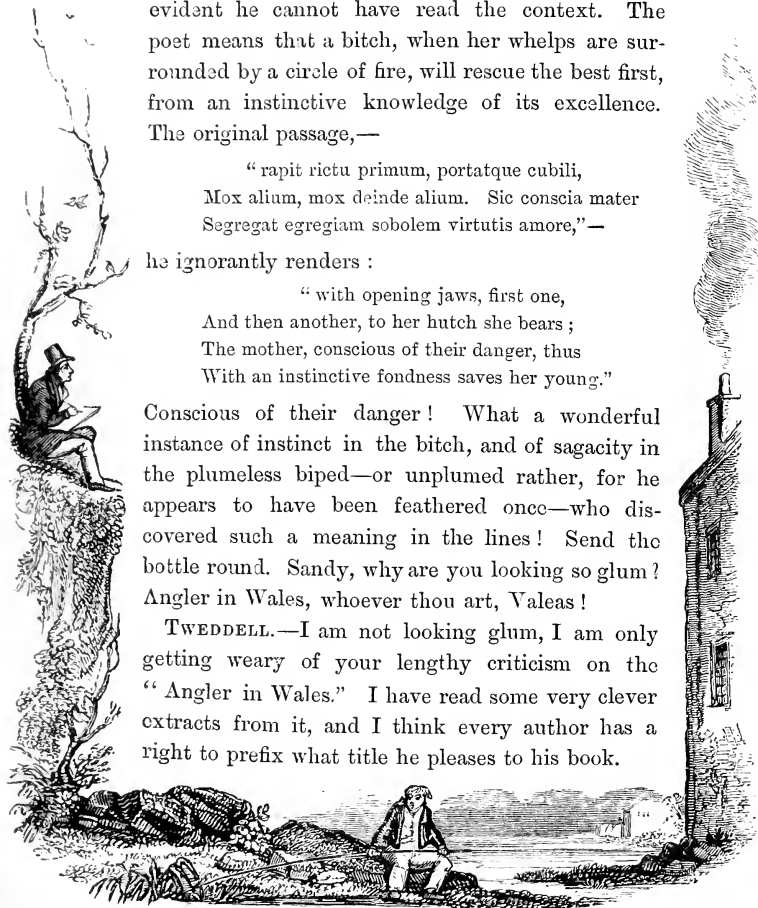 evident he cannot have read the context. The
poet means that a bitch, when her whelps are sur-
rounded by a circle of fire, will rescue the best first,
from an instinctive knowledge of its excellence.
The original passage,—
“ rapit rictu primum, portatque cubili,
Mox alium, mox deinde alium. Sic conscia mater
Segregat egregiam sobolem virtutis amore,”—
he ignorantly renders :
“ with opening jaws, first one,
And then another, to her hutch she bears ;
The mother, conscious of their danger, thus
With an instinctive fondness saves her young.”
Conscious of their danger ! What a wonderful
instance of instinct in the bitch, and of sagacity in
the plumeless biped—or unplumed rather, for he
appears to have been feathered once—who dis-
covered such a meaning in the lines ! Send the
bottle round. Sandy, why are you looking so glum ?
Angler in Wales, whoever thou art, Valeas !
TWEDDELL.—I am not looking glum, I am only
getting weary of your lengthy criticism on the
“ Angler in Wales.” I have read some very clever
extracts from it, and I think every author has a
right to prefix what title he pleases to his book.